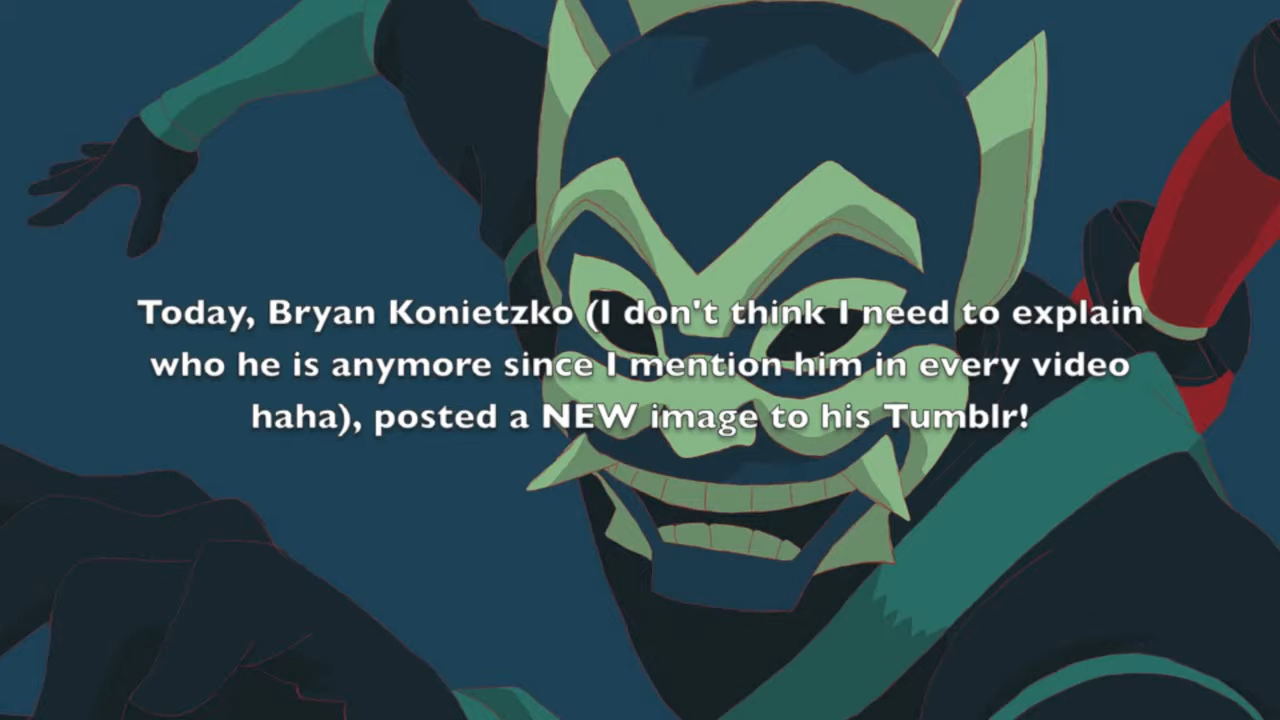 Today, Bryan Konietzko (I don't think I need to explain
who he is anymore since I mention him in every video
haha), posted a NEW image to his Tumblr!